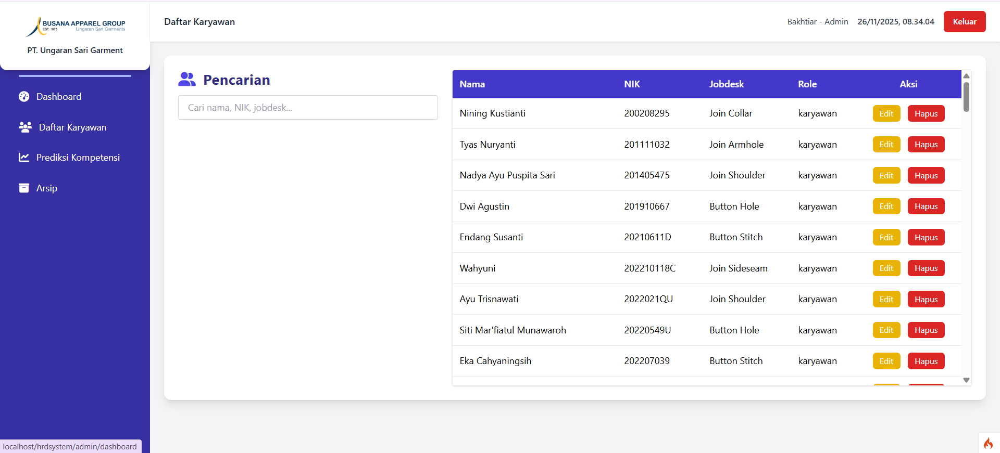 BUSANA APPAREL GROUP
EST. 1975 Ungaran Sari Garments
PT. Ungaran Sari Garment
Dashboard
Daftar Karyawan
Prediksi Kompetensi
Arsip
Daftar Karyawan
Bakhtiar - Admin 26/11/2025, 08.34.04 Keluar
Pencarian
Cari nama, NIK, jobdesk...
Nama NIK Jobdesk Role Aksi
Nining Kustianti 200208295 Join Collar karyawan Edit Hapus
Tyas Nuryanti 201111032 Join Armhole karyawan Edit Hapus
Nadya Ayu Puspita Sari 201405475 Join Shoulder karyawan Edit Hapus
Dwi Agustin 201910667 Button Hole karyawan Edit Hapus
Endang Susanti 20210611D Button Stitch karyawan Edit Hapus
Wahyuni 202210118C Join Sideseam karyawan Edit Hapus
Ayu Trisnawati 2022021QU Join Shoulder karyawan Edit Hapus
Siti Mar'fiatul Munawaroh 20220549U Button Hole karyawan Edit Hapus
Eka Cahyaningsih 202207039 Button Stitch karyawan Edit Hapus
localhost/hrdsystem/admin/dashboard